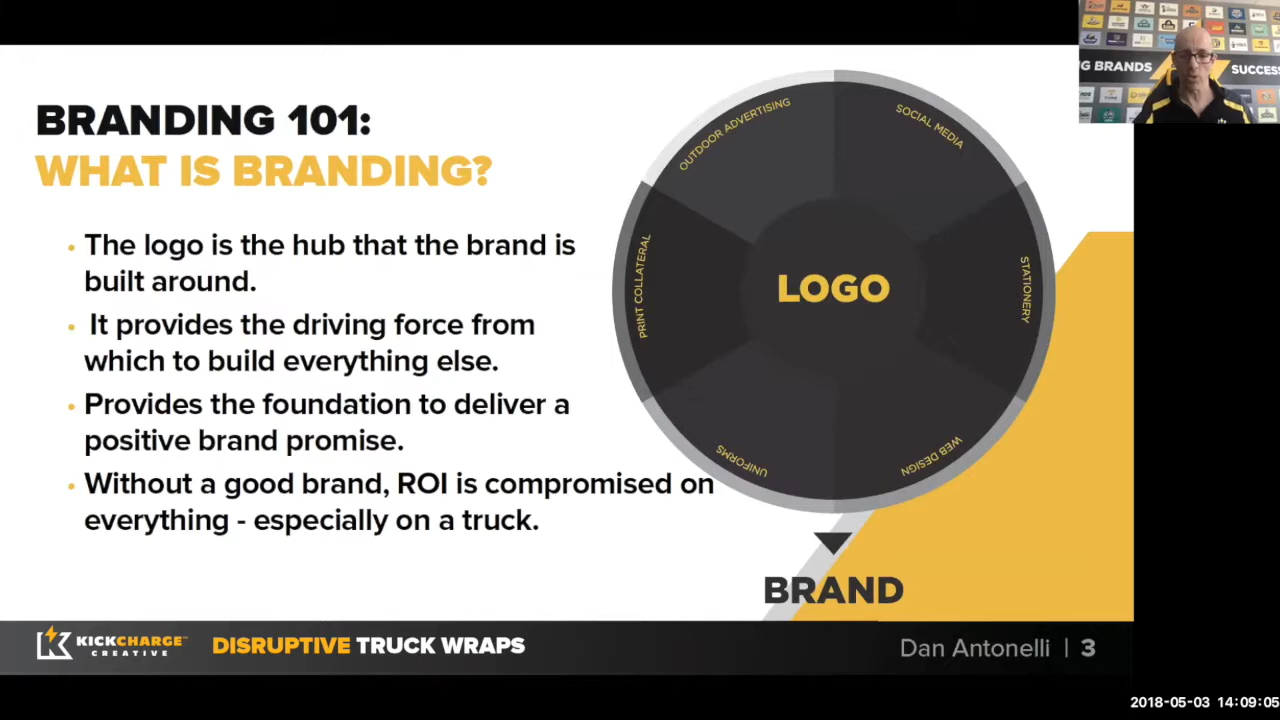 BRANDING 101:
WHAT IS BRANDING?
• The logo is the hub that the brand is
built around.
• It provides the driving force from
which to build everything else.
• Provides the foundation to deliver a
positive brand promise.
• Without a good brand, ROI is compromised on
everything - especially on a truck.
OUTDOOR ADVERTISING
SOCIAL MEDIA
PRINT COLLATERAL
LOGO
STATIONERY
UNIFORMS
WEB DESIGN
BRAND
KICKCHARGE™
CREATIVE
DISRUPTIVE TRUCK WRAPS
Dan Antonelli | 3
BRANDS
SUCCESS
2018-05-03 14:09:05